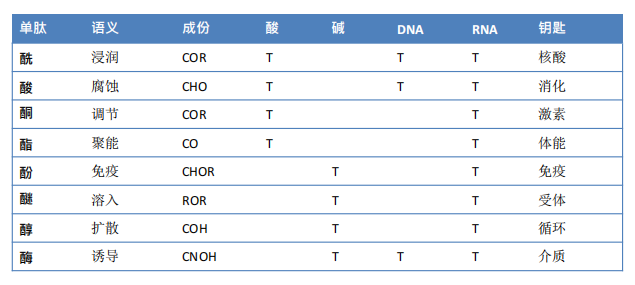 单肽 语义 成份 酸 碱 DNA RNA 钥匙
酰 浸润 COR T T T 核酸
酸 腐蚀 CHO T T T 消化
酮 调节 COR T T 激素
酯 聚能 CO T T 体能
酚 免疫 CHOR T T 免疫
醚 溶入 ROR T T 受体
醇 扩散 COH T T 循环
酶 诱导 CNOH T T T 介质